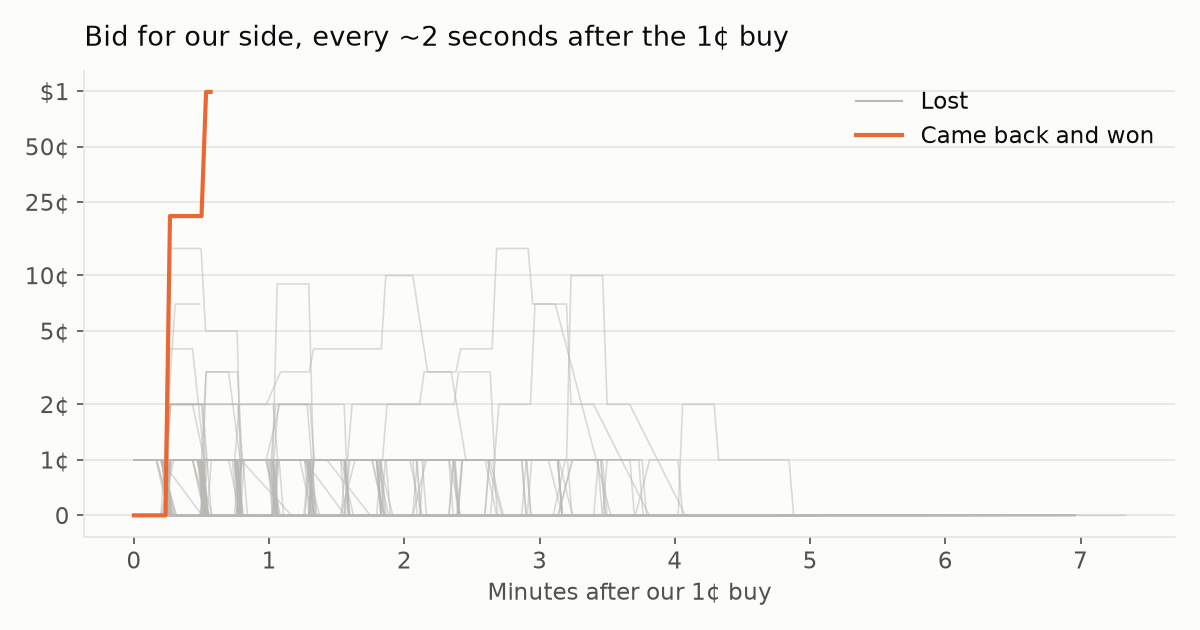 Bid for our side, every ~2 seconds after the 1¢ buy
$1
50¢
25¢
10¢
5¢
2¢
1¢
0
Lost
Came back and won
0 1 2 3 4 5 6 7
Minutes after our 1¢ buy